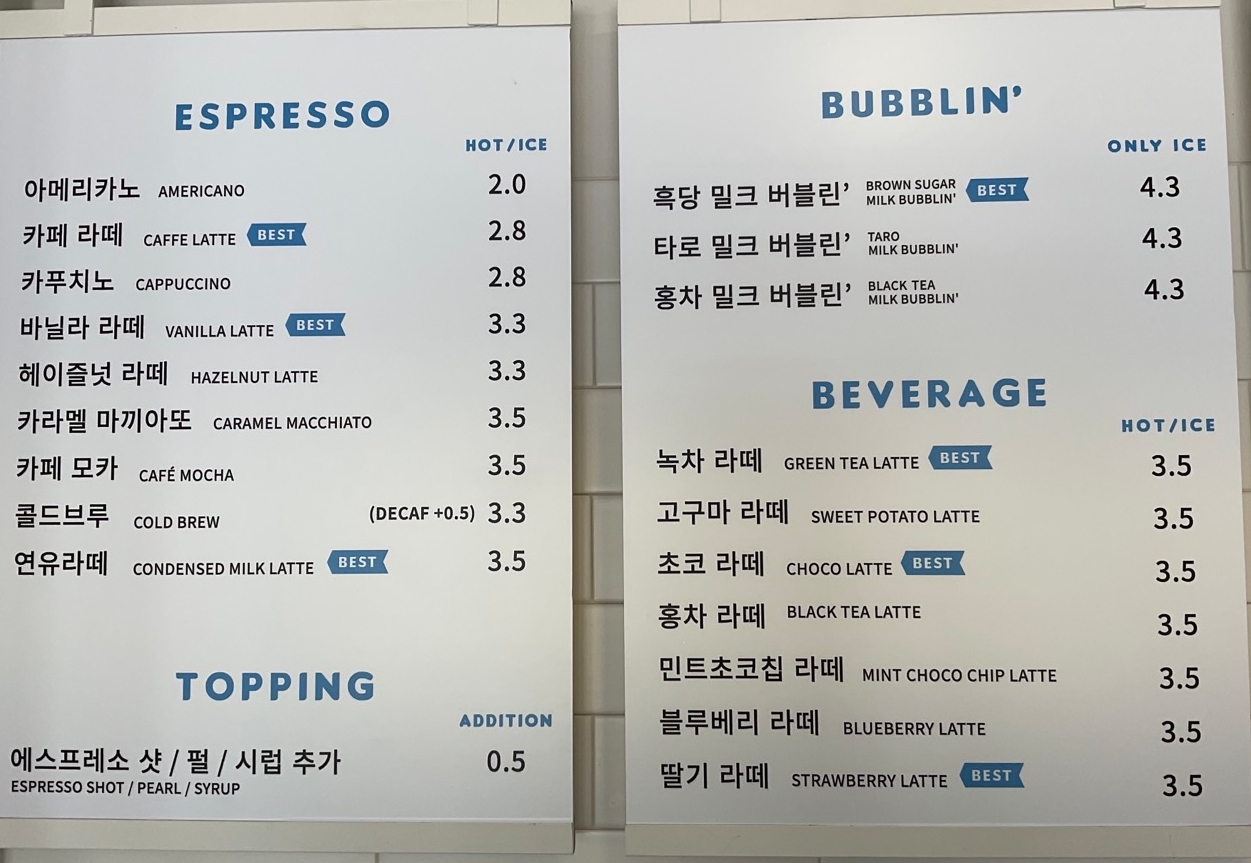 ESPRESSO
HOT/ICE
아메리카노 AMERICANO 2.0
카페 라떼 CAFFE LATTE BEST 2.8
카푸치노 CAPPUCCINO 2.8
바닐라 라떼 VANILLA LATTE BEST 3.3
헤이즐넛 라떼 HAZELNUT LATTE 3.3
카라멜 마끼아또 CARAMEL MACCHIATO 3.5
카페 모카 CAFÉ MOCHA 3.5
콜드브루 COLD BREW (DECAF +0.5) 3.3
연유라떼 CONDENSED MILK LATTE BEST 3.5
TOPPING
ADDITION
에스프레소 샷 / 펄 / 시럽 추가 0.5
ESPRESSO SHOT / PEARL / SYRUP
BUBBLIN’
ONLY ICE
흑당 밀크 버블린’ BROWN SUGAR MILK BUBBLIN' BEST 4.3
타로 밀크 버블린’ TARO MILK BUBBLIN' 4.3
홍차 밀크 버블린’ BLACK TEA MILK BUBBLIN' 4.3
BEVERAGE
HOT/ICE
녹차 라떼 GREEN TEA LATTE BEST 3.5
고구마 라떼 SWEET POTATO LATTE 3.5
초코 라떼 CHOCO LATTE BEST 3.5
홍차 라떼 BLACK TEA LATTE 3.5
민트초코칩 라떼 MINT CHOCO CHIP LATTE 3.5
블루베리 라떼 BLUEBERRY LATTE 3.5
딸기 라떼 STRAWBERRY LATTE BEST 3.5